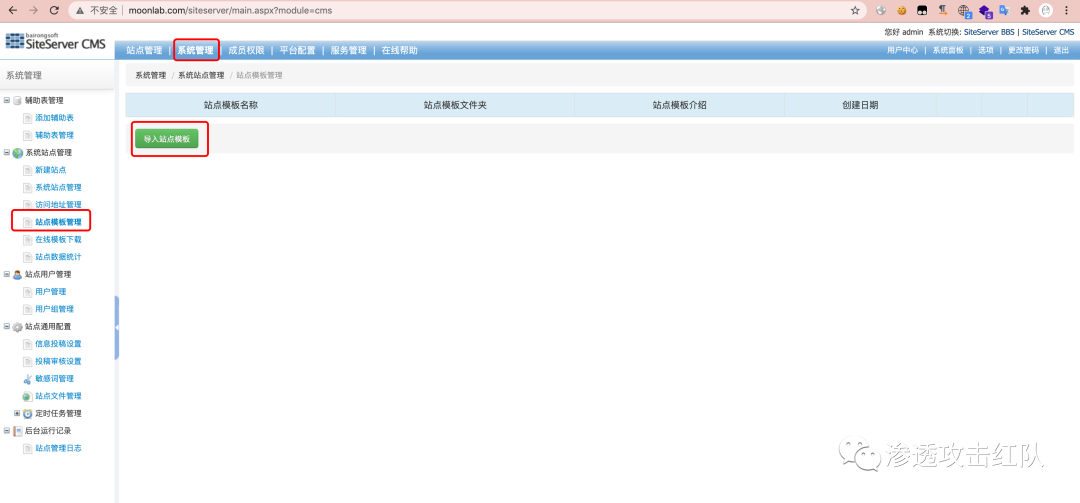 不安全 | moonlab.com/siteserver/main.aspx?module=cms
hairongsoft
SiteServer CMS
您好 admin 系统切换: SiteServer BBS | SiteServer CMS
站点管理 | 系统管理 | 成员权限 | 平台配置 | 服务管理 | 在线帮助
用户中心 | 系统面板 | 选项 | 更改密码 | 退出
系统管理
系统管理 / 系统站点管理 / 站点模板管理
站点模板名称 站点模板文件夹 站点模板介绍 创建日期
导入站点模板
辅助表管理
添加辅助表
辅助表管理
系统站点管理
新建站点
系统站点管理
访问地址管理
站点模板管理
在线模板下载
站点数据统计
站点用户管理
用户管理
用户组管理
站点通用配置
信息投稿设置
投稿审核设置
敏感词管理
站点文件管理
定时任务管理
后台运行记录
站点管理日志
渗透攻击红队